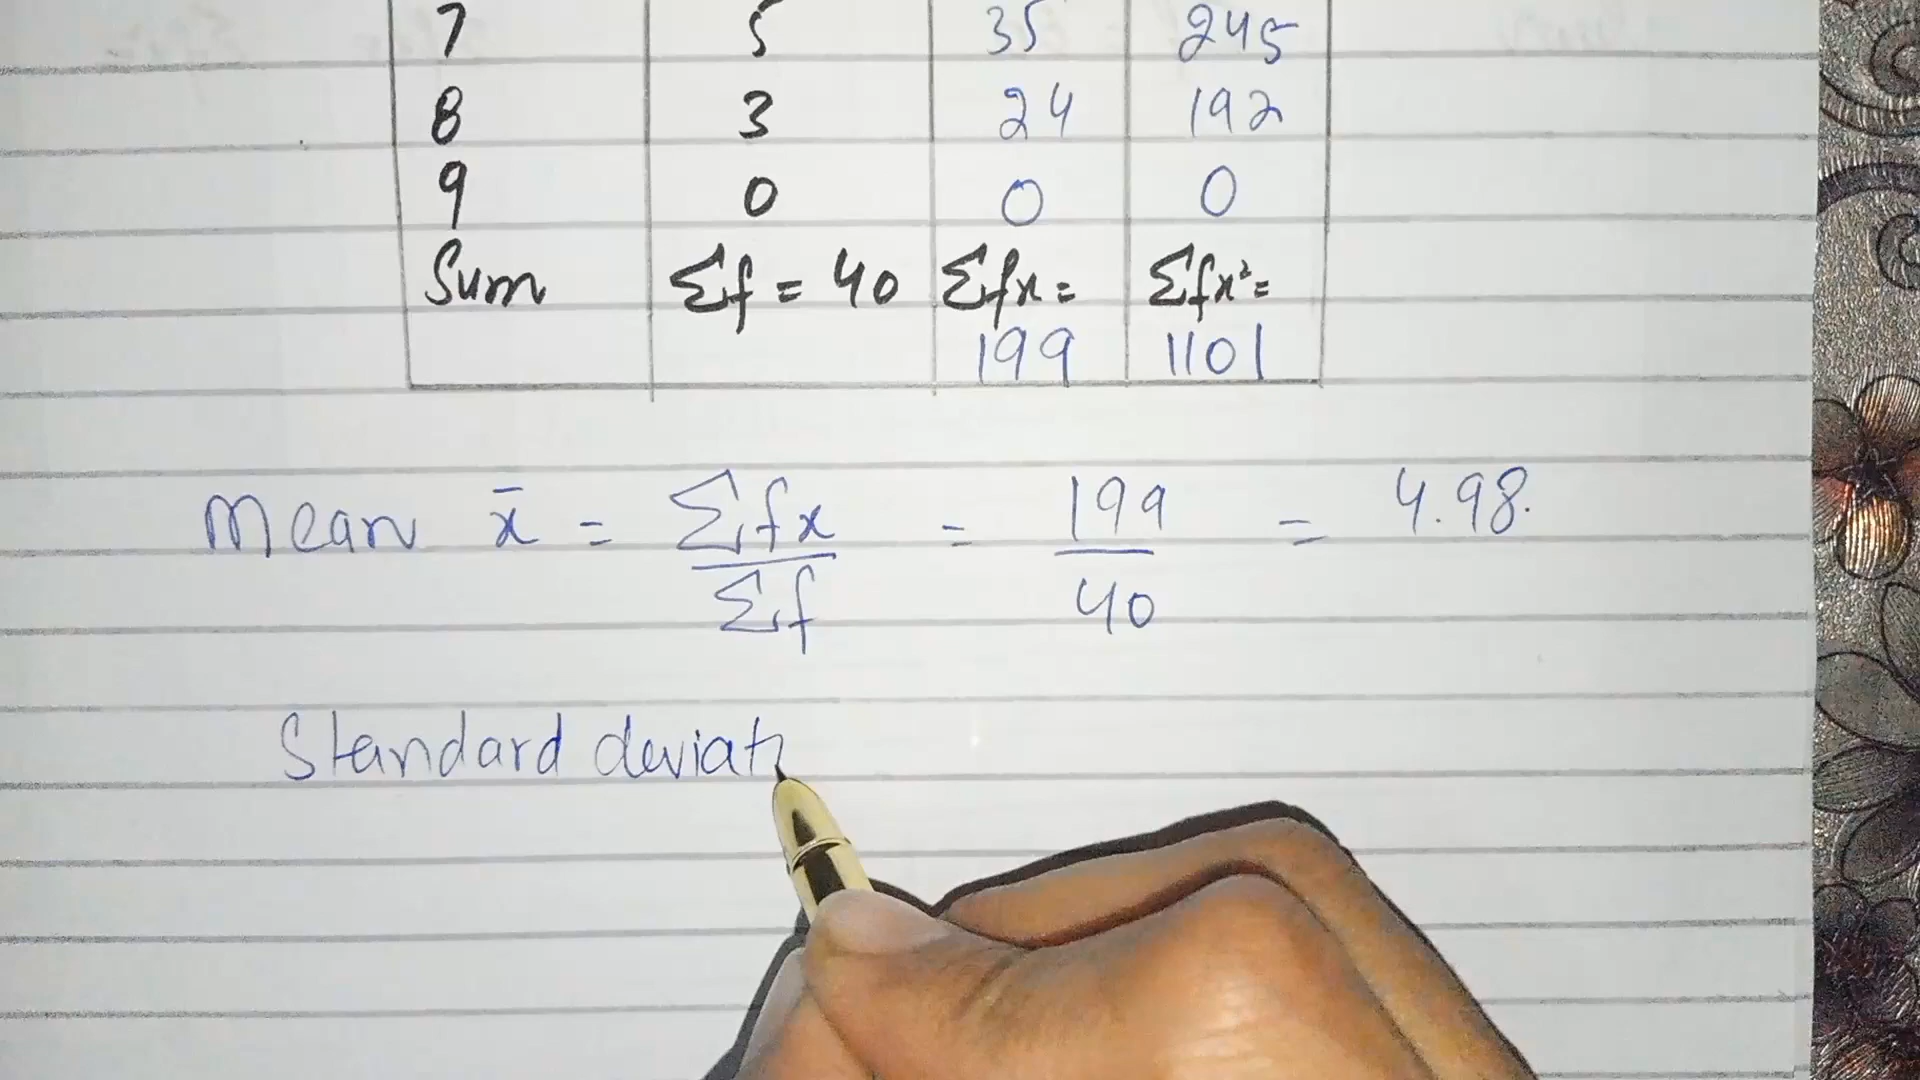 7 5 35 245
8 3 24 192
9 0 0 0
Sum Σf = 40 Σfx = Σfx² =
199 1101
Mean x̄ = Σfx / Σf = 199 / 40 = 4.98.
Standard deviati